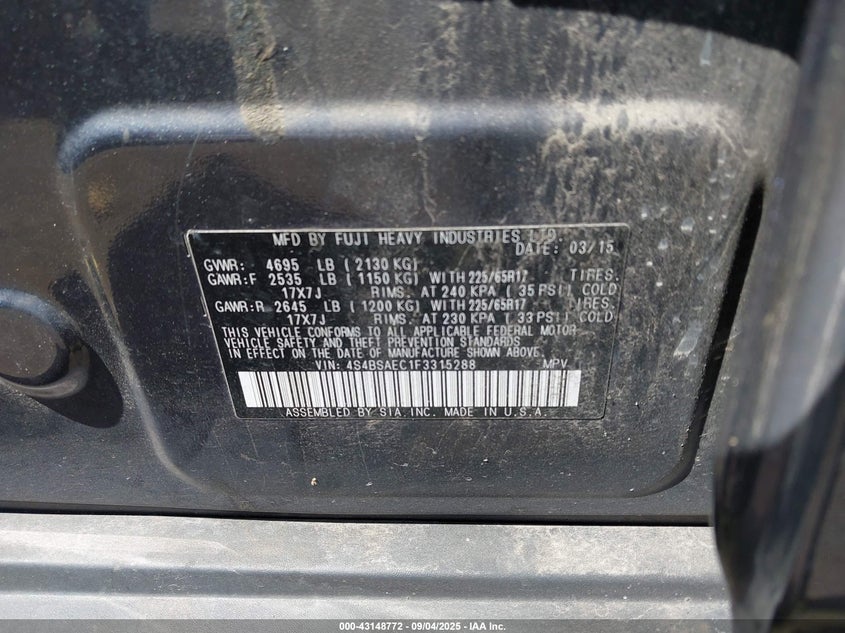 MFD BY FUJI HEAVY INDUSTRIES LTD.
DATE: 03/15
GVWR: 4695 LB ( 2130 KG)
GAWR:F 2535 LB ( 1150 KG) WITH 225/65R17 TIRES.
17X7J RIMS. AT 240 KPA ( 35 PSI) COLD
GAWR:R 2645 LB ( 1200 KG) WITH 225/65R17 TIRES.
17X7J RIMS. AT 230 KPA ( 33 PSI) COLD
THIS VEHICLE CONFORMS TO ALL APPLICABLE FEDERAL MOTOR
VEHICLE SAFETY AND THEFT PREVENTION STANDARDS
IN EFFECT ON THE DATE OF MANUFACTURE SHOWN ABOVE.
VIN: 4S4BSAEC1F3315288 MPV
ASSEMBLED BY SIA, INC. MADE IN U.S.A.
000-43148772 - 09/04/2025 - IAA Inc.